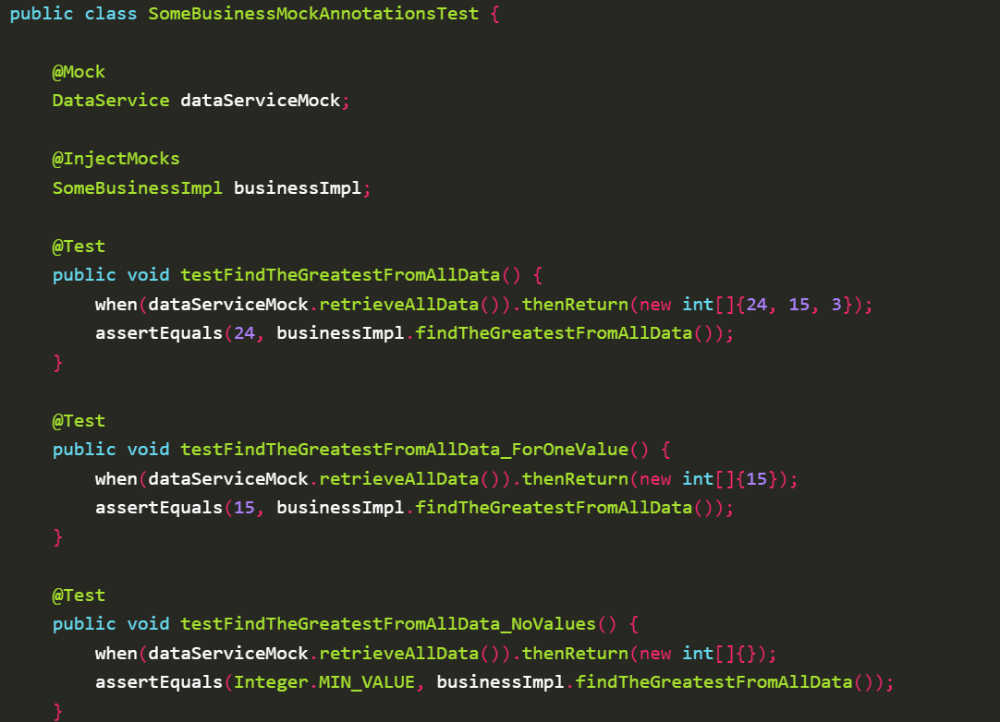 public class SomeBusinessMockAnnotationsTest {
@Mock
DataService dataServiceMock;
@InjectMocks
SomeBusinessImpl businessImpl;
@Test
public void testFindTheGreatestFromAllData() {
when(dataServiceMock.retrieveAllData()).thenReturn(new int[]{24, 15, 3});
assertEquals(24, businessImpl.findTheGreatestFromAllData());
}
@Test
public void testFindTheGreatestFromAllData_ForOneValue() {
when(dataServiceMock.retrieveAllData()).thenReturn(new int[]{15});
assertEquals(15, businessImpl.findTheGreatestFromAllData());
}
@Test
public void testFindTheGreatestFromAllData_NoValues() {
when(dataServiceMock.retrieveAllData()).thenReturn(new int[]{});
assertEquals(Integer.MIN_VALUE, businessImpl.findTheGreatestFromAllData());
}